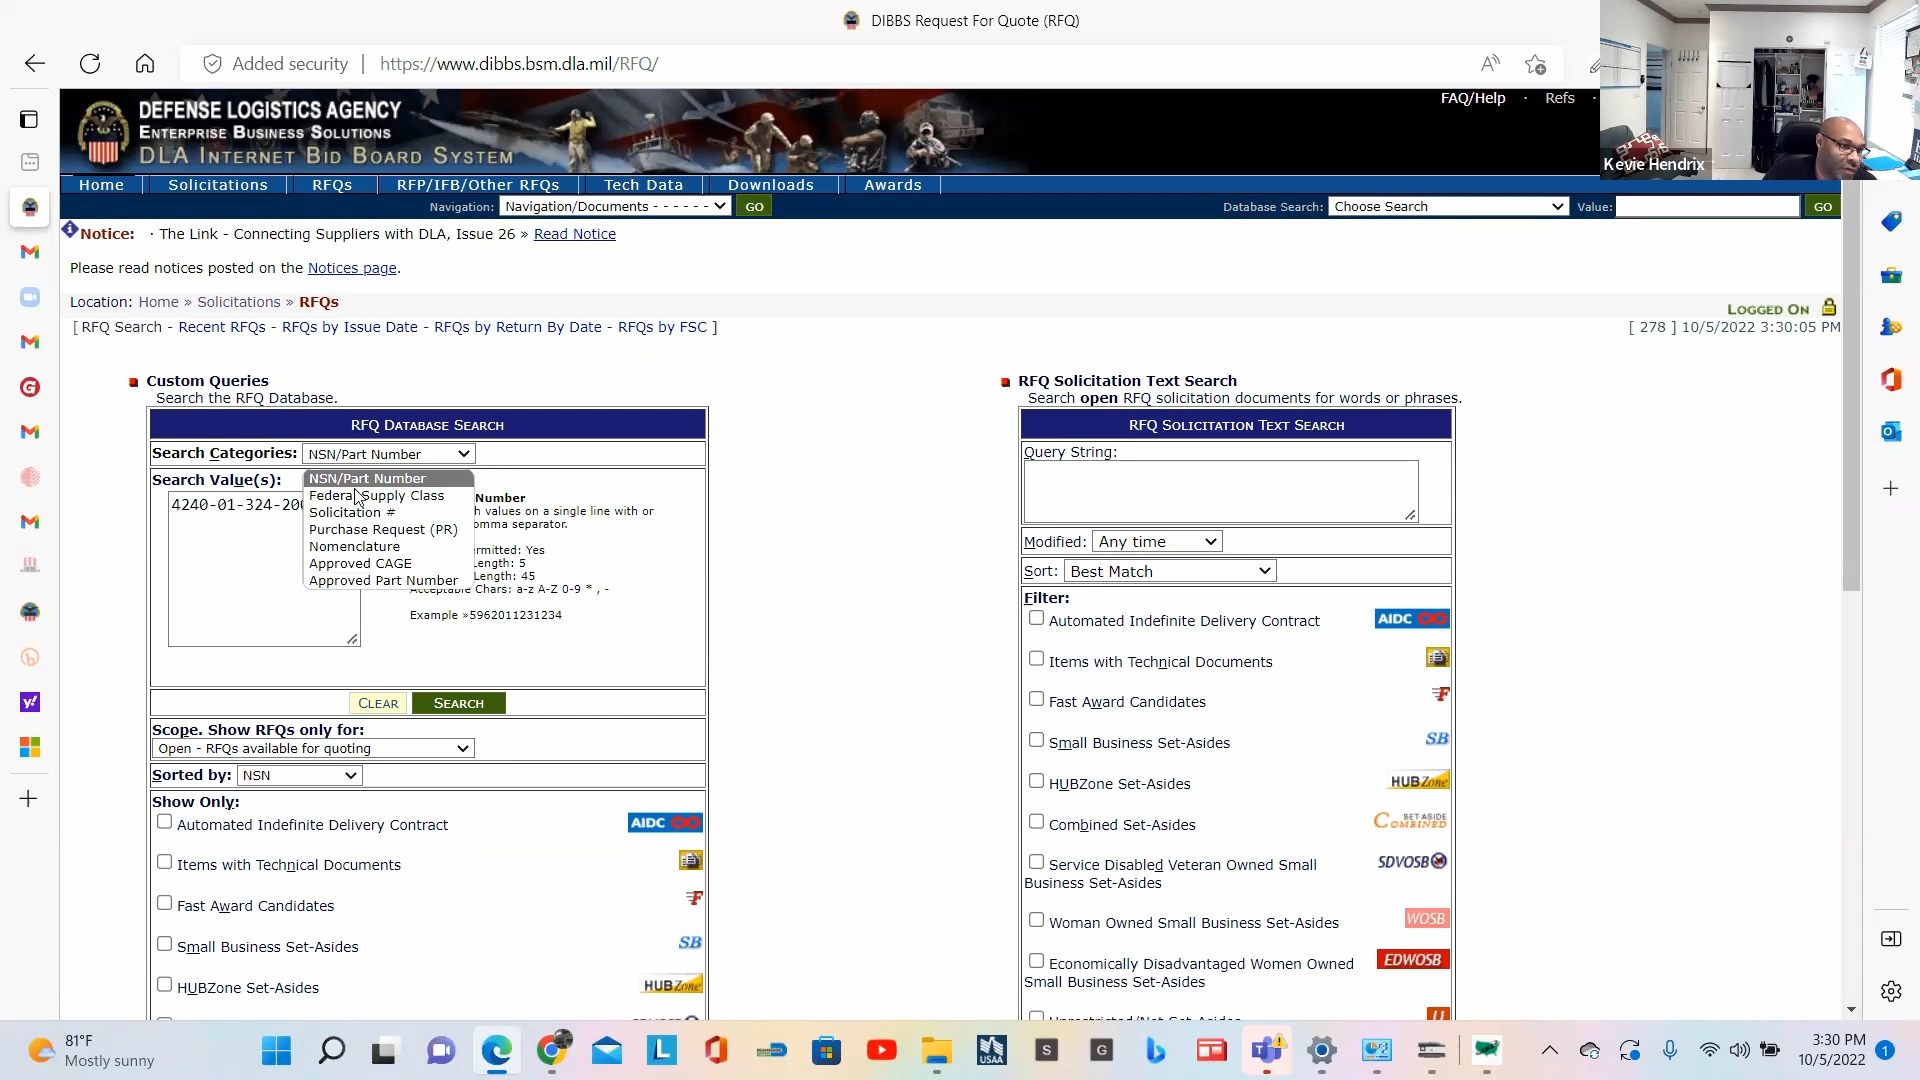 DIBBS Request For Quote (RFQ)
Added security
https://www.dibbs.bsm.dla.mil/RFQ/
DEFENSE LOGISTICS AGENCY
ENTERPRISE BUSINESS SOLUTIONS
DLA INTERNET BID BOARD SYSTEM
FAQ/Help · Refs ·
Kevie Hendrix
Home
Solicitations
RFQs
RFP/IFB/Other RFQs
Tech Data
Downloads
Awards
Navigation: Navigation/Documents - - - - - - GO
Database Search: Choose Search Value: GO
Notice: · The Link - Connecting Suppliers with DLA, Issue 26 » Read Notice
Please read notices posted on the Notices page.
Location: Home » Solicitations » RFQs
LOGGED ON
[ RFQ Search - Recent RFQs - RFQs by Issue Date - RFQs by Return By Date - RFQs by FSC ]
[ 278 ] 10/5/2022 3:30:05 PM
Custom Queries
Search the RFQ Database.
RFQ DATABASE SEARCH
Search Categories: NSN/Part Number
Search Value(s):
4240-01-324-20
NSN/Part Number
Federal Supply Class
Solicitation #
Purchase Request (PR)
Nomenclature
Approved CAGE
Approved Part Number
Number
h values on a single line with or
omma separator.
rmitted: Yes
Length: 5
Length: 45
Acceptable Chars: a-z A-Z 0-9 * , -
Example »5962011231234
CLEAR
SEARCH
Scope. Show RFQs only for:
Open - RFQs available for quoting
Sorted by: NSN
Show Only:
Automated Indefinite Delivery Contract AIDC
Items with Technical Documents
Fast Award Candidates F
Small Business Set-Asides SB
HUBZone Set-Asides HUBZone
RFQ Solicitation Text Search
Search open RFQ solicitation documents for words or phrases.
RFQ SOLICITATION TEXT SEARCH
Query String:
Modified: Any time
Sort: Best Match
Filter:
Automated Indefinite Delivery Contract AIDC
Items with Technical Documents
Fast Award Candidates F
Small Business Set-Asides SB
HUBZone Set-Asides HUBZone
Combined Set-Asides SET-ASIDE COMBINED
Service Disabled Veteran Owned Small SDVOSB
Business Set-Asides
Woman Owned Small Business Set-Asides WOSB
Economically Disadvantaged Women Owned EDWOSB
Small Business Set-Asides
Unrestricted/Not Set-Asides U
81°F
Mostly sunny
USAA
3:30 PM
10/5/2022
1